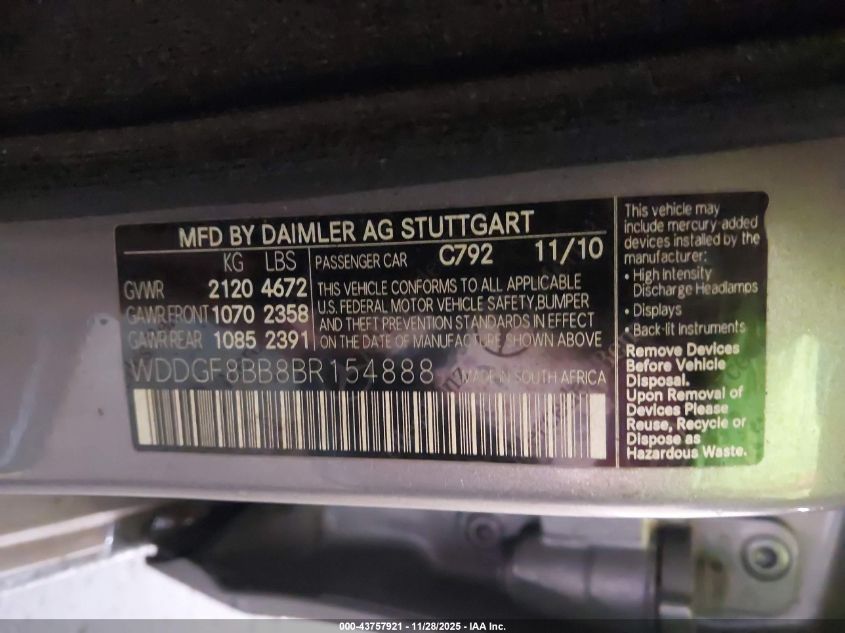 MFD BY DAIMLER AG STUTTGART
KG LBS
GVWR 2120 4672
GAWR FRONT 1070 2358
GAWR REAR 1085 2391
PASSENGER CAR C792 11/10
THIS VEHICLE CONFORMS TO ALL APPLICABLE
U.S. FEDERAL MOTOR VEHICLE SAFETY, BUMPER
AND THEFT PREVENTION STANDARDS IN EFFECT
ON THE DATE OF MANUFACTURE SHOWN ABOVE
WDDGF8BB8BR154888 MADE IN SOUTH AFRICA
This vehicle may
include mercury-added
devices installed by the
manufacturer:
• High Intensity
Discharge Headlamps
• Displays
• Back-lit Instruments
Remove Devices
Before Vehicle
Disposal.
Upon Removal of
Devices Please
Reuse, Recycle or
Dispose as
Hazardous Waste.
000-43757921 - 11/28/2025 - IAA Inc.